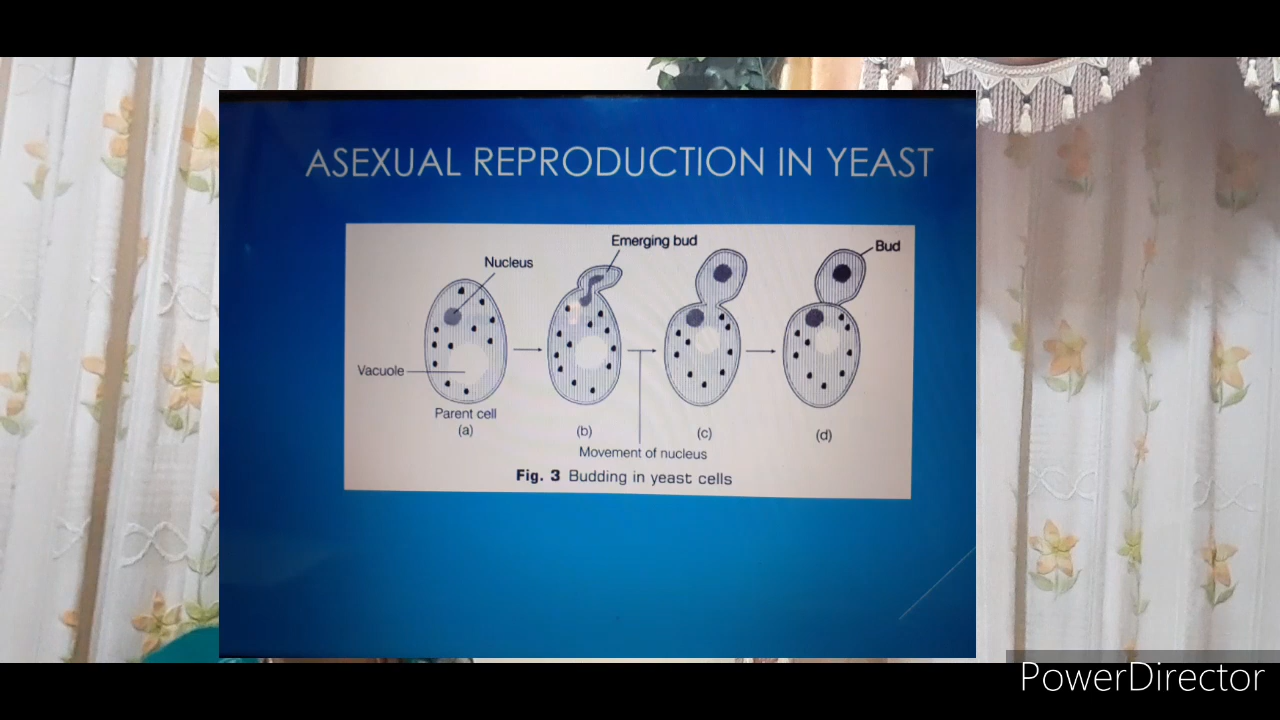 ASEXUAL REPRODUCTION IN YEAST
Emerging bud
Bud
Nucleus
Vacuole
Parent cell
(a)
(b)
(c)
(d)
Movement of nucleus
Fig. 3 Budding in yeast cells
PowerDirector